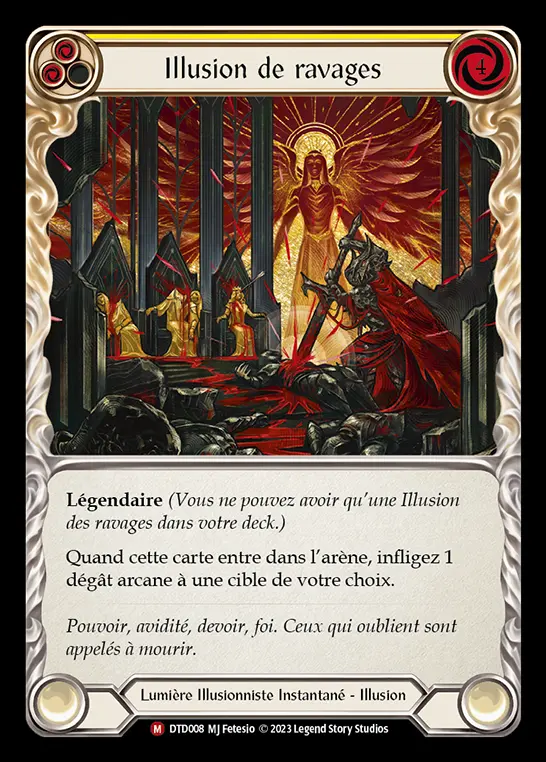 Illusion de ravages
4
Légendaire (Vous ne pouvez avoir qu'une Illusion
des ravages dans votre deck.)
Quand cette carte entre dans l'arène, infligez 1
dégât arcane à une cible de votre choix.
Pouvoir, avidité, devoir, foi. Ceux qui oublient sont
appelés à mourir.
Lumière Illusionniste Instantané - Illusion
M DTD008 MJ Fetesio © 2023 Legend Story Studios